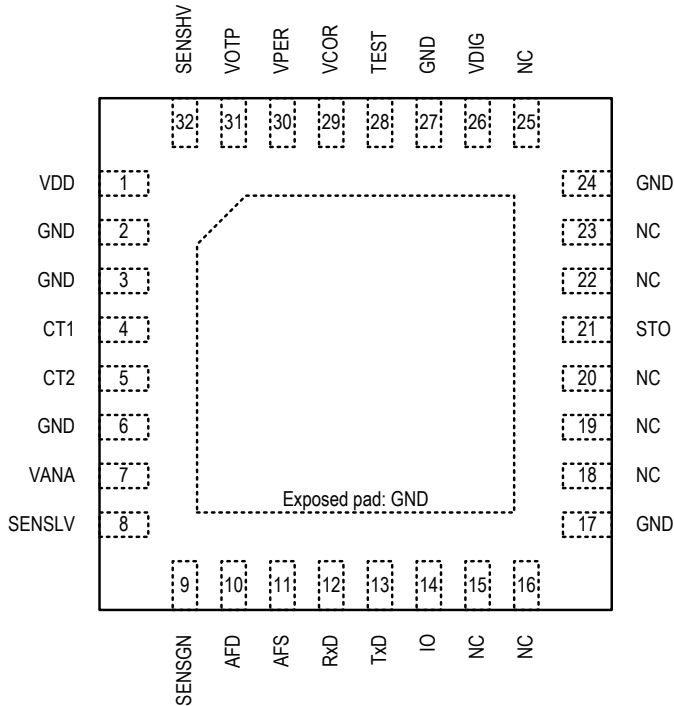 SENSHV VOTP VPER VCOR TEST GND VDIG NC
32 31 30 29 28 27 26 25
VDD 1 24 GND
GND 2 23 NC
GND 3 22 NC
CT1 4 21 STO
CT2 5 20 NC
GND 6 19 NC
VANA 7 18 NC
Exposed pad: GND
SENSLV 8 17 GND
9 10 11 12 13 14 15 16
SENSGN AFD AFS RxD TxD IO NC NC